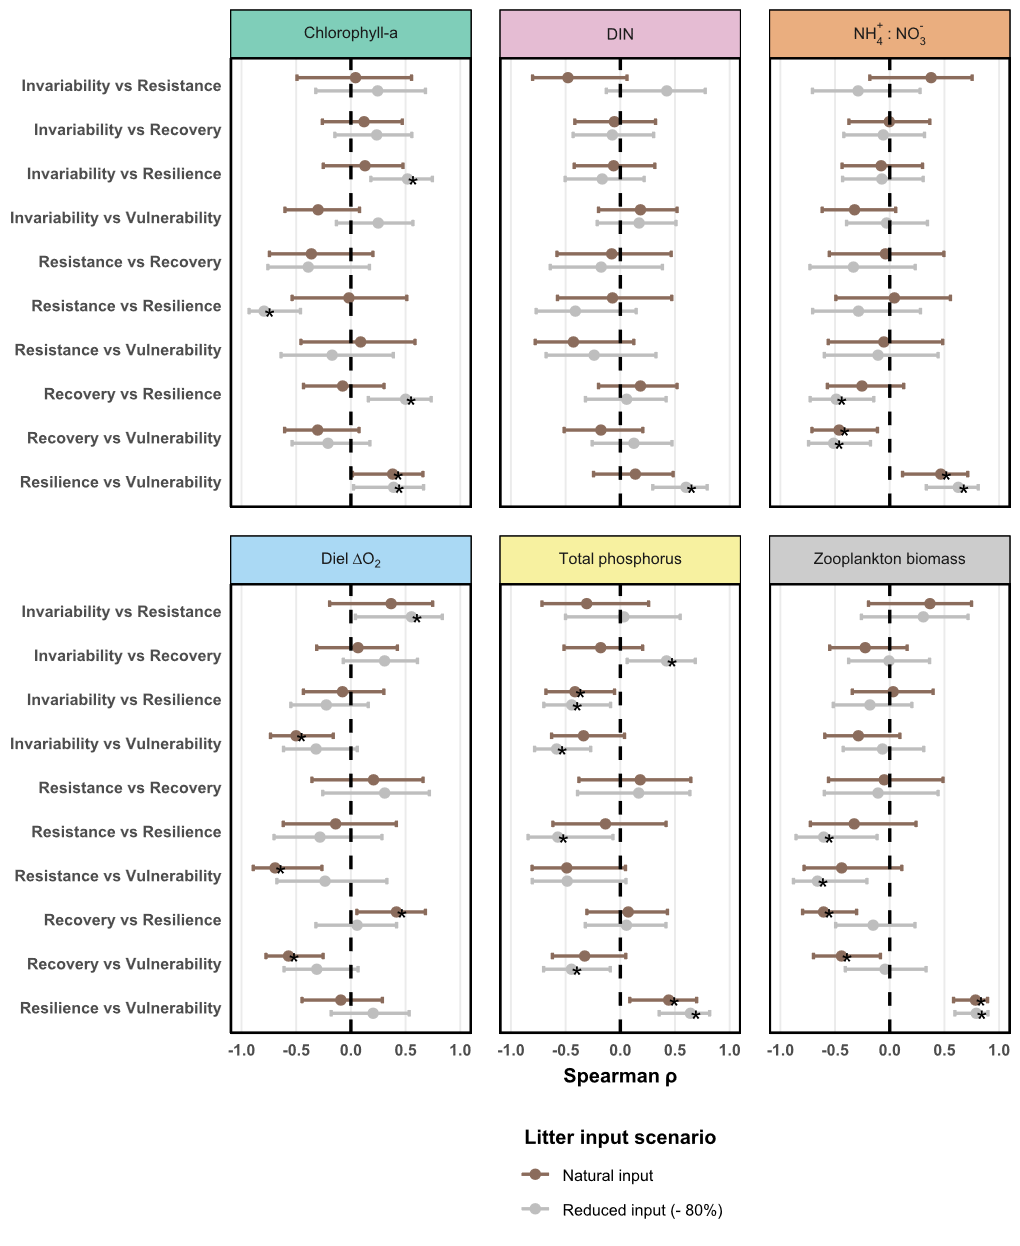 Chlorophyll-a
DIN
NH₄⁺ : NO₃⁻
Invariability vs Resistance
Invariability vs Recovery
Invariability vs Resilience
Invariability vs Vulnerability
Resistance vs Recovery
Resistance vs Resilience
Resistance vs Vulnerability
Recovery vs Resilience
Recovery vs Vulnerability
Resilience vs Vulnerability
Diel ΔO₂
Total phosphorus
Zooplankton biomass
Invariability vs Resistance
Invariability vs Recovery
Invariability vs Resilience
Invariability vs Vulnerability
Resistance vs Recovery
Resistance vs Resilience
Resistance vs Vulnerability
Recovery vs Resilience
Recovery vs Vulnerability
Resilience vs Vulnerability
-1.0 -0.5 0.0 0.5 1.0
-1.0 -0.5 0.0 0.5 1.0
-1.0 -0.5 0.0 0.5 1.0
Spearman ρ
Litter input scenario
Natural input
Reduced input (- 80%)